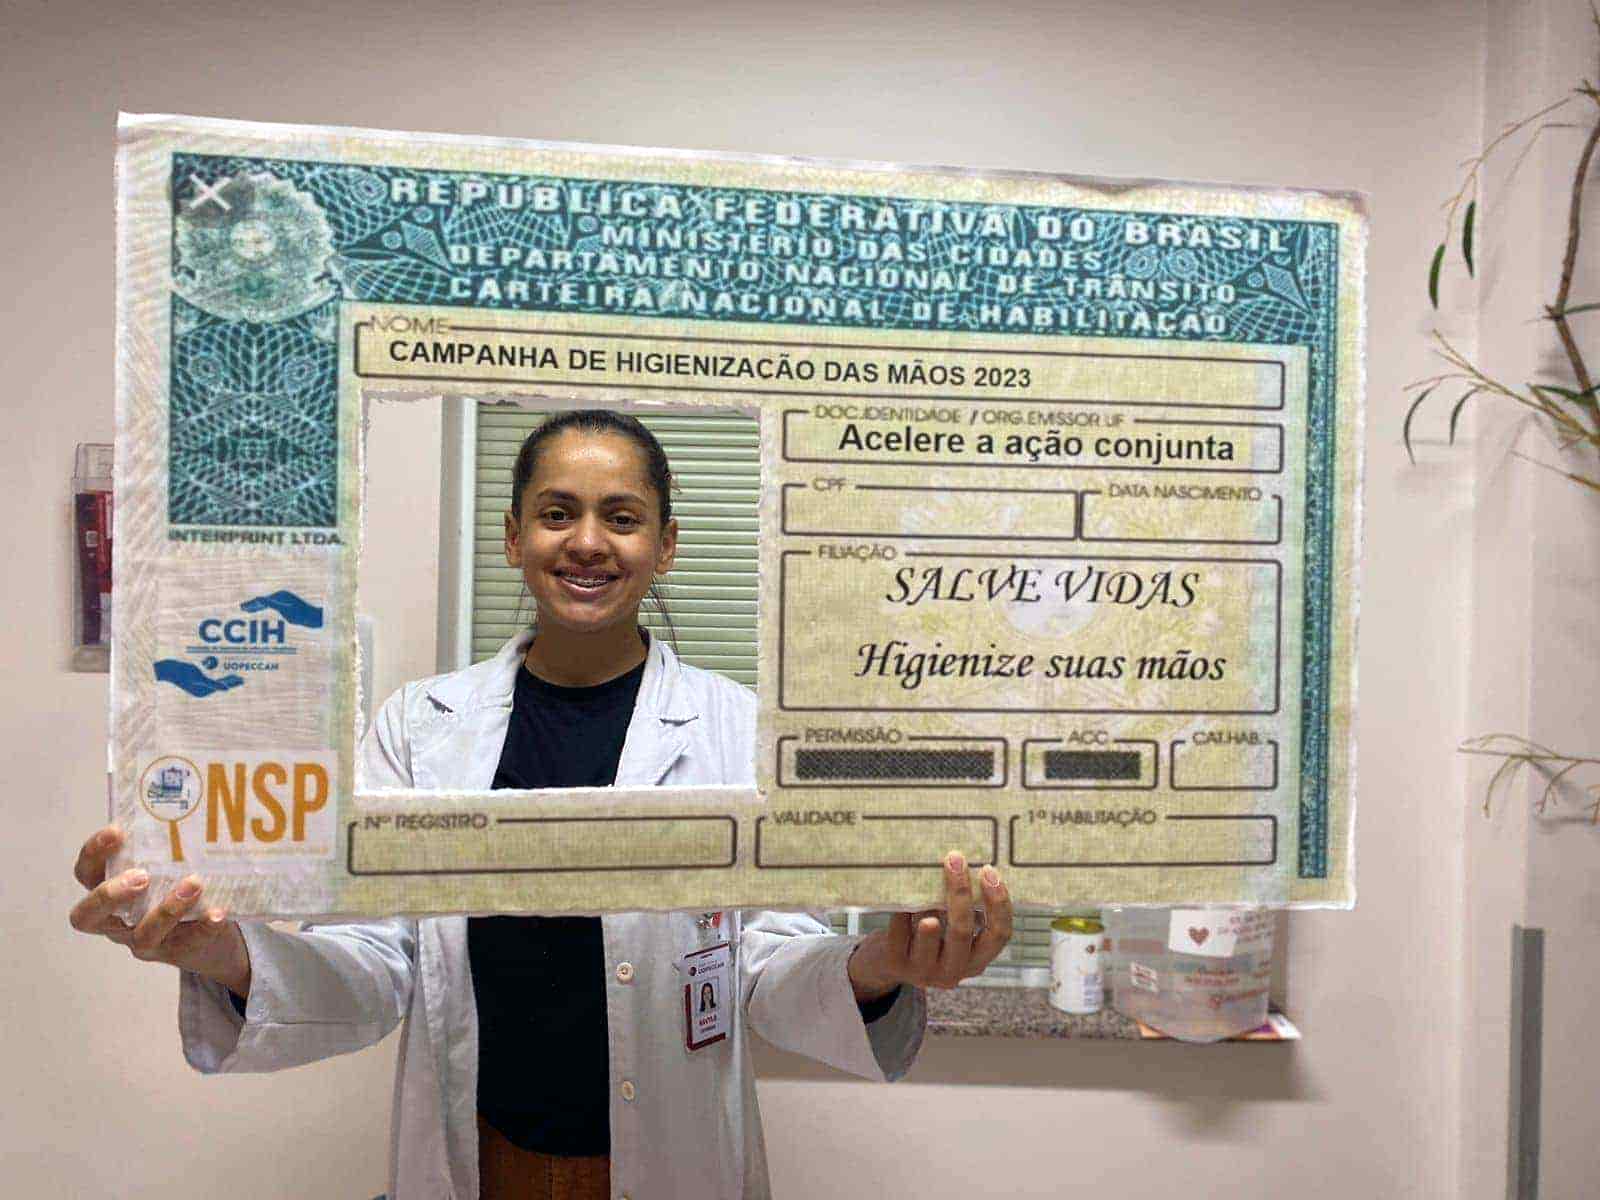 REPÚBLICA FEDERATIVA DO BRASIL
MINISTÉRIO DAS CIDADES
DEPARTAMENTO NACIONAL DE TRÂNSITO
CARTEIRA NACIONAL DE HABILITAÇÃO
NOME
CAMPANHA DE HIGIENIZAÇÃO DAS MÃOS 2023
DOC.IDENTIDADE / ORG.EMISSOR UF
Acelere a ação conjunta
CPF
DATA NASCIMENTO
FILIAÇÃO
SALVE VIDAS
Higienize suas mãos
PERMISSÃO
ACC
CAT.HAB.
Nº REGISTRO
VALIDADE
1ª HABILITAÇÃO
INTERPRINT LTDA.
CCIH
UOPECCAN
NSP
UOPECCAN